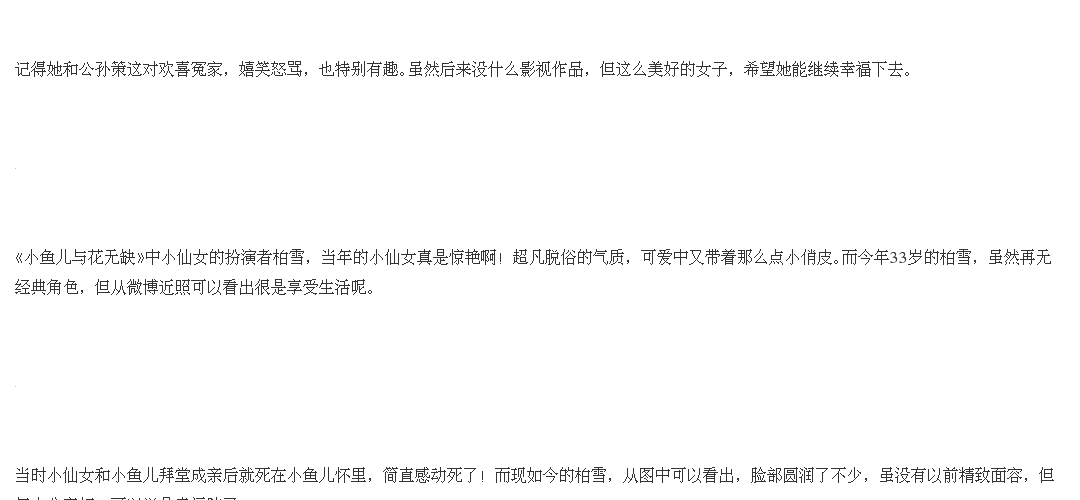 记得她和公孙策这对欢喜冤家，嬉笑怒骂，也特别有趣。虽然后来没什么影视作品，但这么美好的女子，希望她能继续幸福下去。
《小鱼儿与花无缺》中小仙女的扮演者柏雪，当年的小仙女真是惊艳啊！超凡脱俗的气质，可爱中又带着那么点小俏皮。而今年33岁的柏雪，虽然再无
经典角色，但从微博近照可以看出很是享受生活呢。
当时小仙女和小鱼儿拜堂成亲后就死在小鱼儿怀里，简直感动死了！而现如今的柏雪，从图中可以看出，脸部圆润了不少，虽没有以前精致面容，但